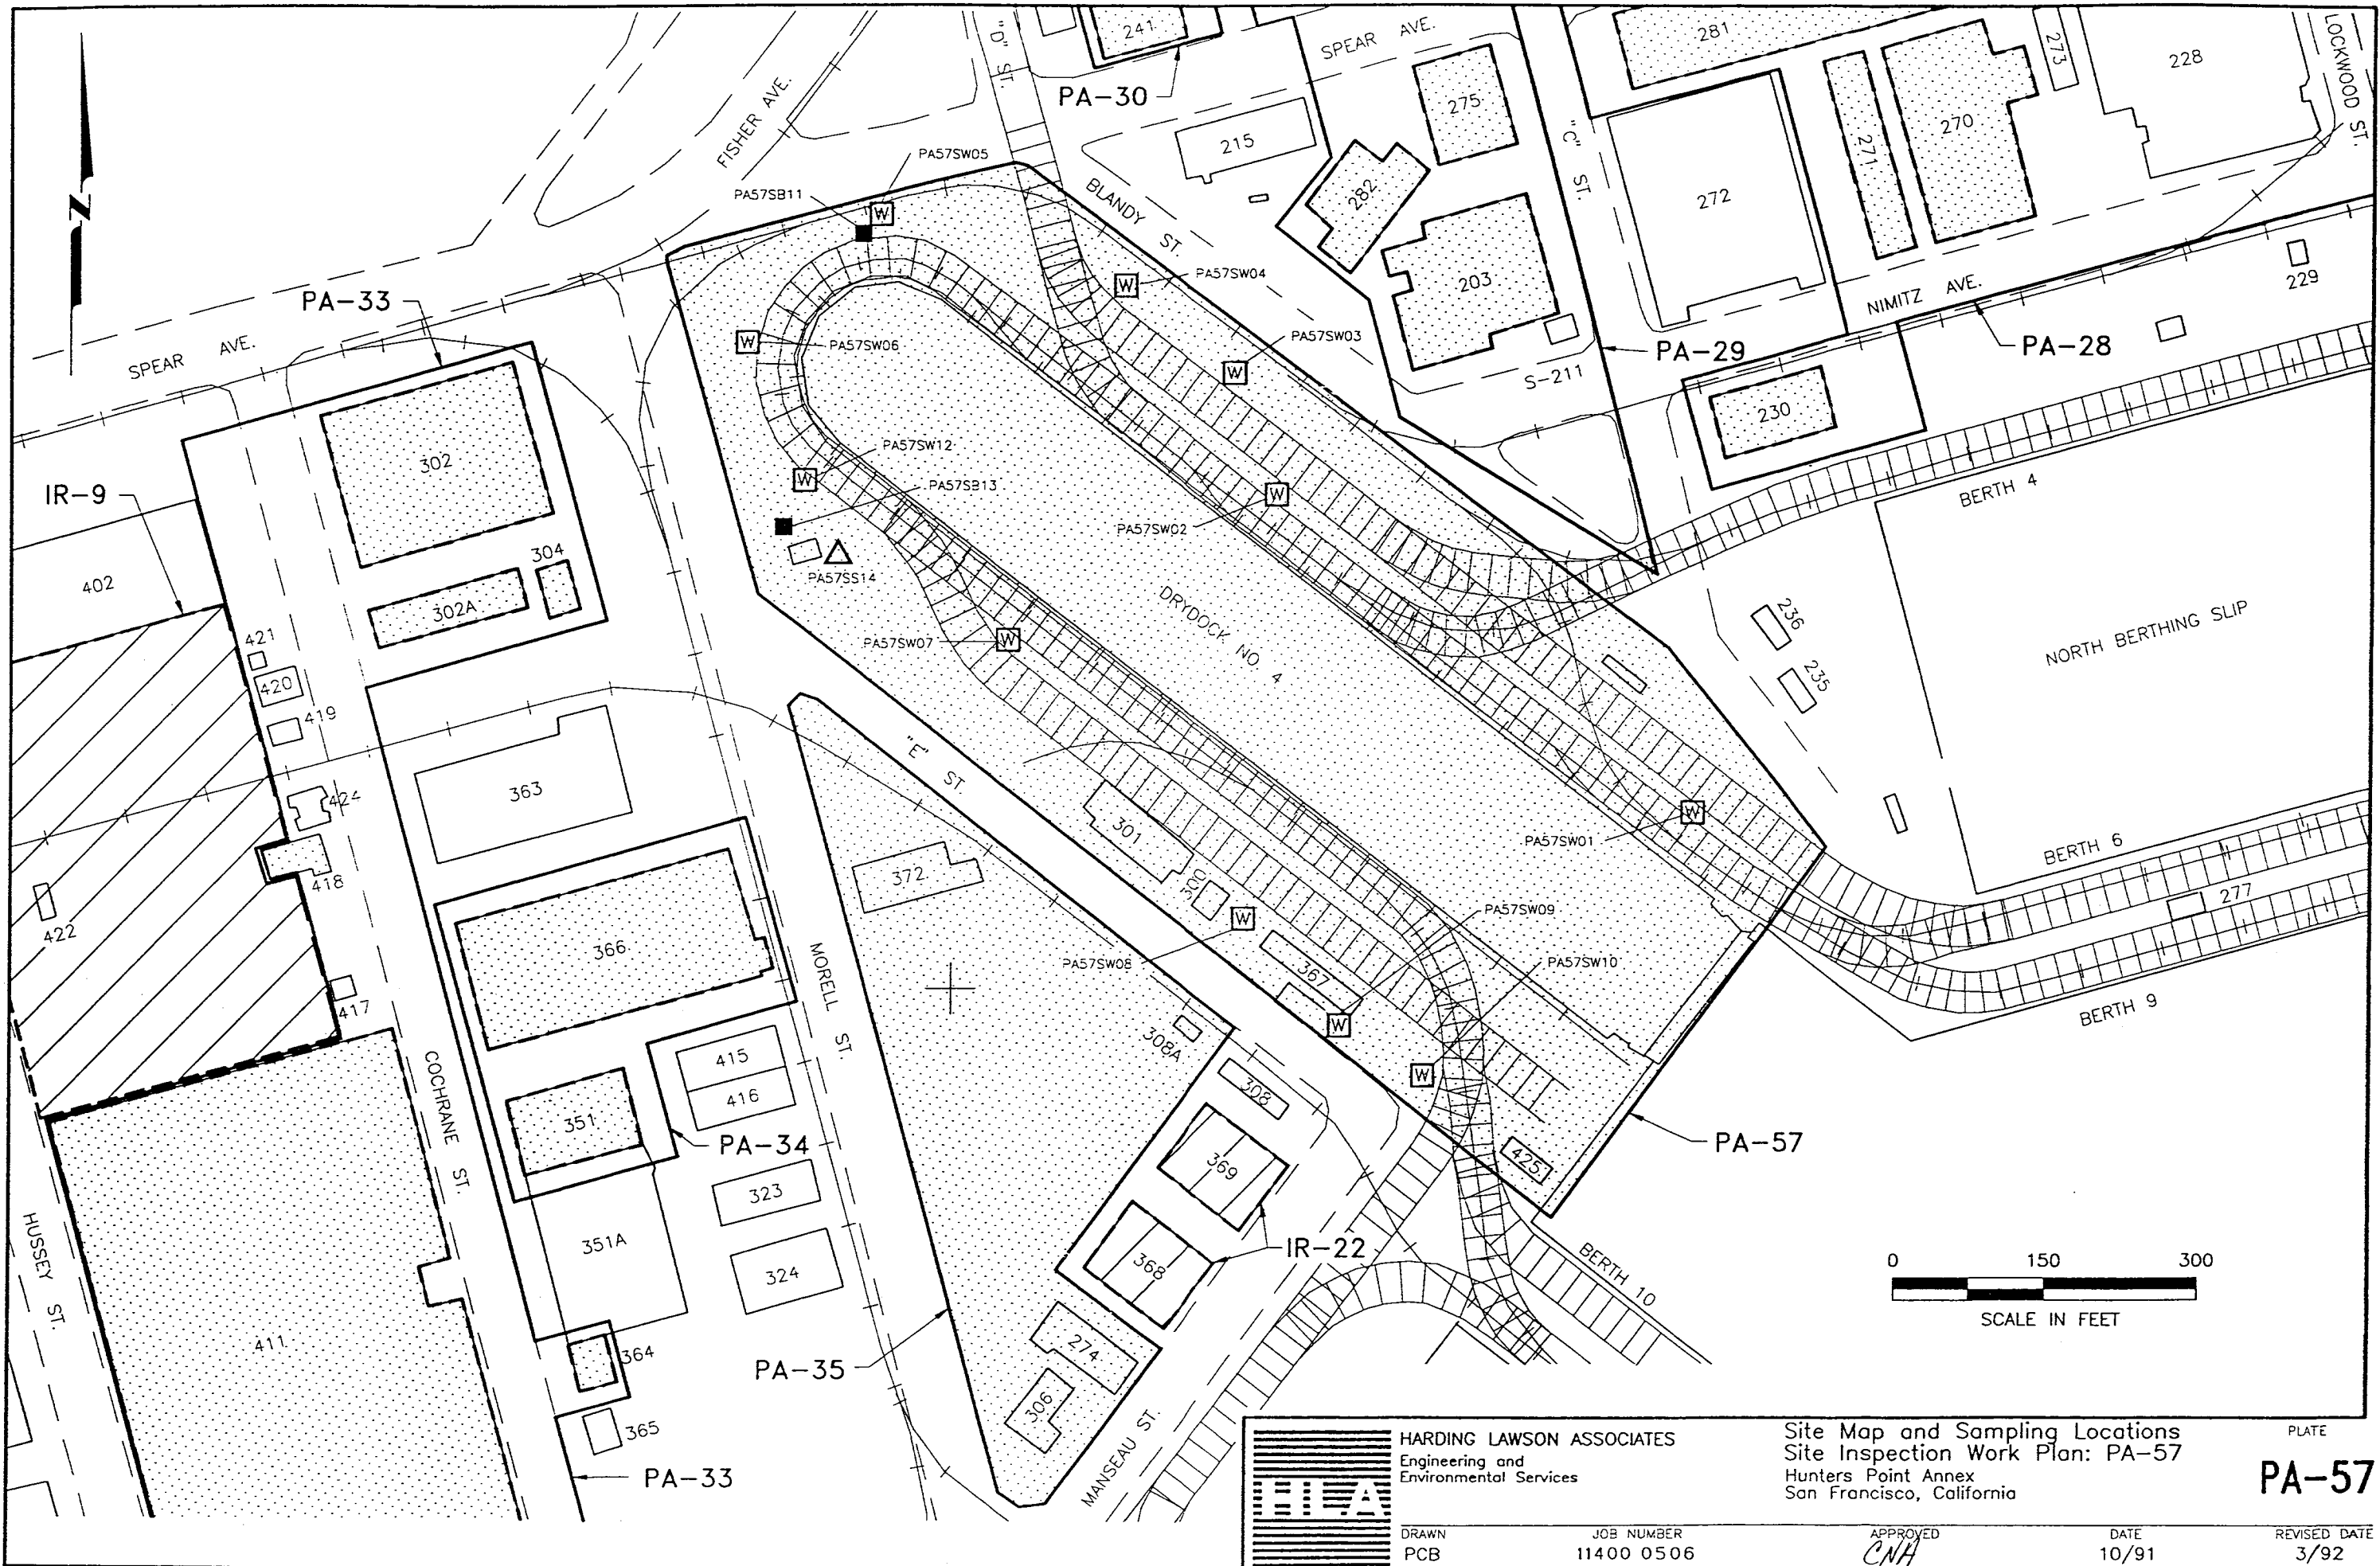 241
"D" ST.
SPEAR AVE.
281
273
228
LOCKWOOD ST.
PA-30
FISHER AVE.
275
270
271
"C" ST.
215
PA57SW05
PA57SB11
282
272
BLANDY ST.
N
PA57SW04
203
229
NIMITZ AVE.
PA-33
W
W
W
W
W
PA57SW03
PA57SW06
PA-29
PA-28
SPEAR AVE.
S-211
230
302
PA57SW12
W
PA57SB13
IR-9
W
BERTH 4
PA57SW02
304
402
PA57SS14
302A
DRYDOCK NO. 4
236
NORTH BERTHING SLIP
421
PA57SW07
W
235
420
419
"E" ST
363
424
301
W
PA57SW01
BERTH 6
418
372
300
277
422
W
PA57SW09
366
PA57SW08
367
PA57SW10
MORELL ST.
417
W
BERTH 9
308A
COCHRANE ST.
415
416
308
W
351
PA-34
369
425
PA-57
323
HUSSEY ST.
351A
324
IR-22
368
BERTH 10
0 150 300
SCALE IN FEET
411
364
274
PA-35
306
365
MANSEAU ST.
PA-33
HLA
HARDING LAWSON ASSOCIATES
Engineering and
Environmental Services
Site Map and Sampling Locations
Site Inspection Work Plan: PA-57
Hunters Point Annex
San Francisco, California
PLATE
PA-57
DRAWN JOB NUMBER APPROVED DATE REVISED DATE
PCB 11400 0506 CNH 10/91 3/92